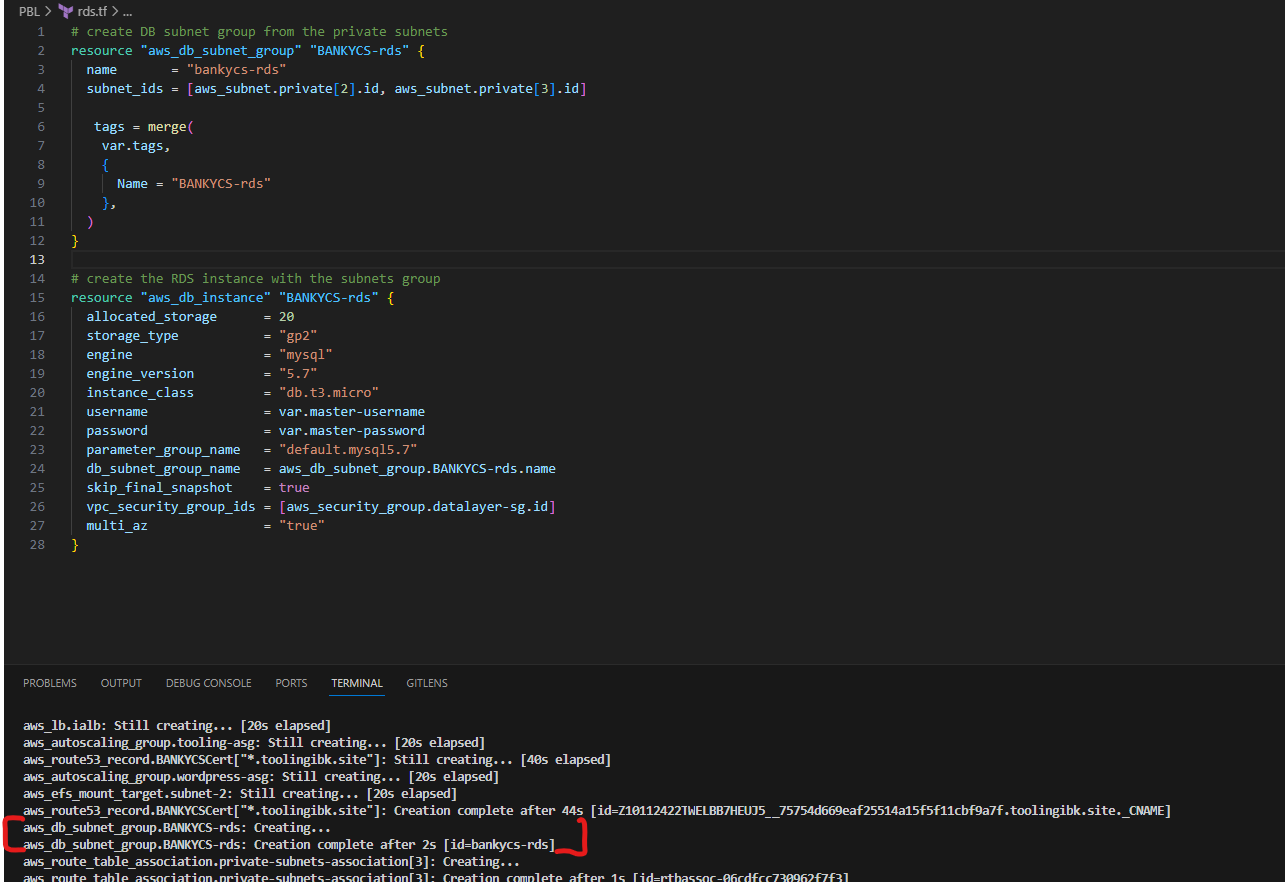 PBL > rds.tf > ...
1 # create DB subnet group from the private subnets
2 resource "aws_db_subnet_group" "BANKYCS-rds" {
3   name       = "bankycs-rds"
4   subnet_ids = [aws_subnet.private[2].id, aws_subnet.private[3].id]
5
6    tags = merge(
7     var.tags,
8     {
9       Name = "BANKYCS-rds"
10     },
11   )
12 }
13
14 # create the RDS instance with the subnets group
15 resource "aws_db_instance" "BANKYCS-rds" {
16   allocated_storage      = 20
17   storage_type           = "gp2"
18   engine                 = "mysql"
19   engine_version         = "5.7"
20   instance_class         = "db.t3.micro"
21   username               = var.master-username
22   password               = var.master-password
23   parameter_group_name   = "default.mysql5.7"
24   db_subnet_group_name   = aws_db_subnet_group.BANKYCS-rds.name
25   skip_final_snapshot    = true
26   vpc_security_group_ids = [aws_security_group.datalayer-sg.id]
27   multi_az               = "true"
28 }
PROBLEMS OUTPUT DEBUG CONSOLE PORTS TERMINAL GITLENS
aws_lb.ialb: Still creating... [20s elapsed]
aws_autoscaling_group.tooling-asg: Still creating... [20s elapsed]
aws_route53_record.BANKYCSCert["*.toolingibk.site"]: Still creating... [40s elapsed]
aws_autoscaling_group.wordpress-asg: Still creating... [20s elapsed]
aws_efs_mount_target.subnet-2: Still creating... [20s elapsed]
aws_route53_record.BANKYCSCert["*.toolingibk.site"]: Creation complete after 44s [id=Z10112422TWELBB7HEUJ5__75754d669eaf25514a15f5f11cbf9a7f.toolingibk.site._CNAME]
aws_db_subnet_group.BANKYCS-rds: Creating...
aws_db_subnet_group.BANKYCS-rds: Creation complete after 2s [id=bankycs-rds]
aws_route_table_association.private-subnets-association[3]: Creating...
aws_route_table_association.private-subnets-association[3]: Creation complete after 1s [id=rtbassoc-06cdfcc730962f7f3]